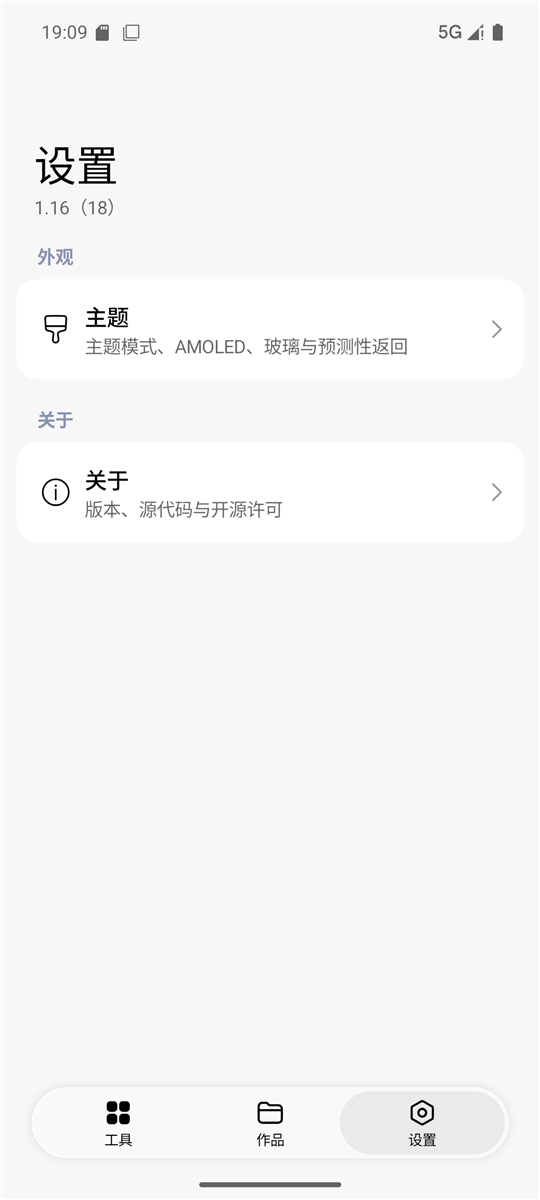 19:09
5G
设置
1.16（18）
外观
主题
主题模式、AMOLED、玻璃与预测性返回
关于
关于
版本、源代码与开源许可
工具
作品
设置